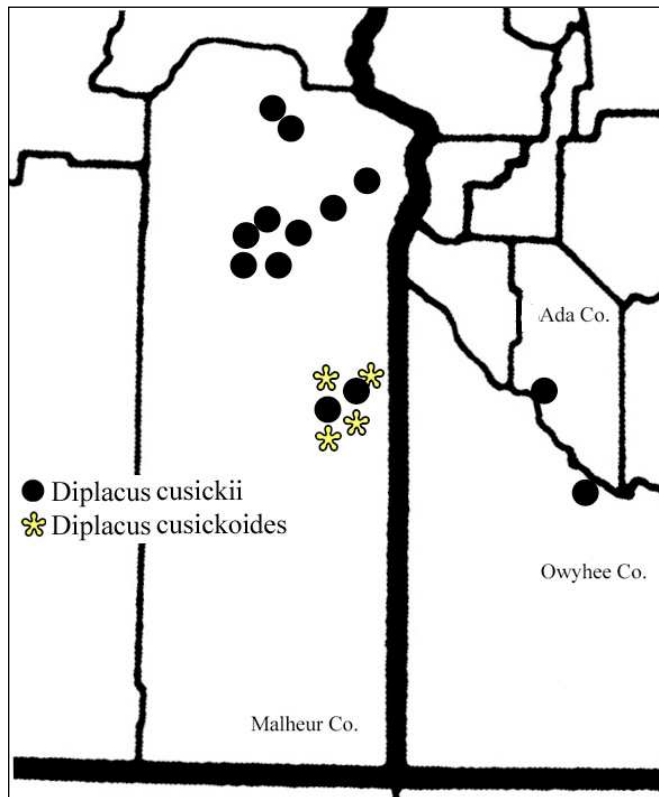 Ada Co.
Diplacus cusickii
Diplacus cusickoides
Owyhee Co.
Malheur Co.